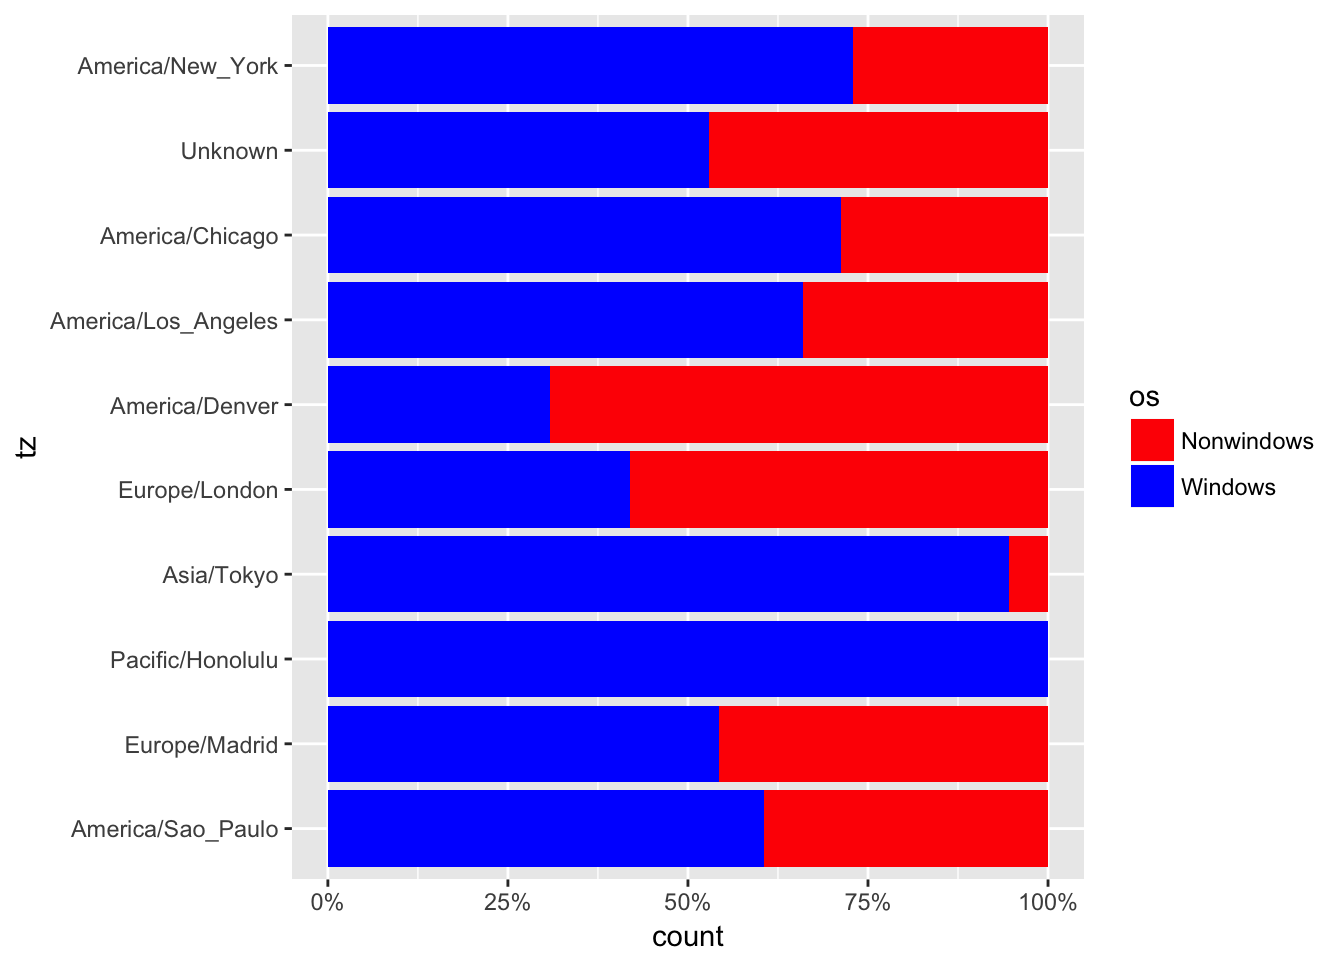 America/New_York
Unknown
America/Chicago
America/Los_Angeles
America/Denver
Europe/London
Asia/Tokyo
Pacific/Honolulu
Europe/Madrid
America/Sao_Paulo
tz
0% 25% 50% 75% 100%
count
os
Nonwindows
Windows